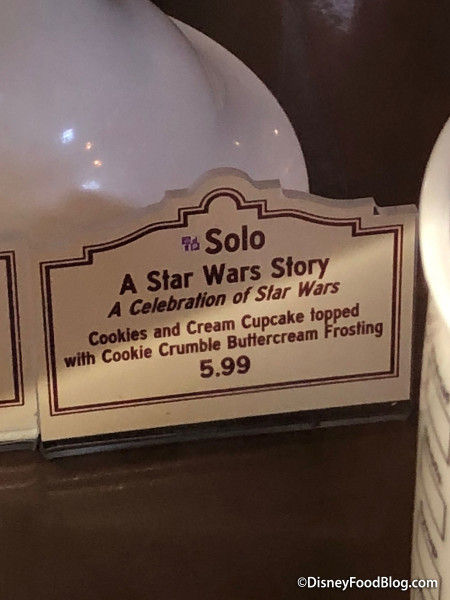 Solo
A Star Wars Story
A Celebration of Star Wars
Cookies and Cream Cupcake topped
with Cookie Crumble Buttercream Frosting
5.99
©DisneyFoodBlog.com